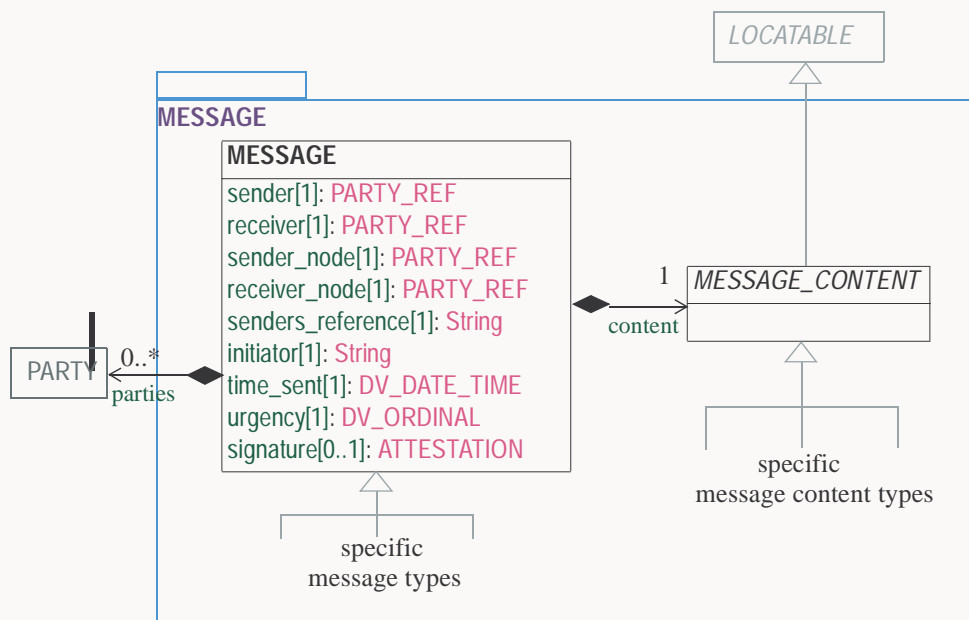 LOCATABLE
MESSAGE
MESSAGE
sender[1]: PARTY_REF
receiver[1]: PARTY_REF
sender_node[1]: PARTY_REF
receiver_node[1]: PARTY_REF
senders_reference[1]: String
initiator[1]: String
time_sent[1]: DV_DATE_TIME
urgency[1]: DV_ORDINAL
signature[0..1]: ATTESTATION
1
content
MESSAGE_CONTENT
PARTY
0..*
parties
specific
message content types
specific
message types